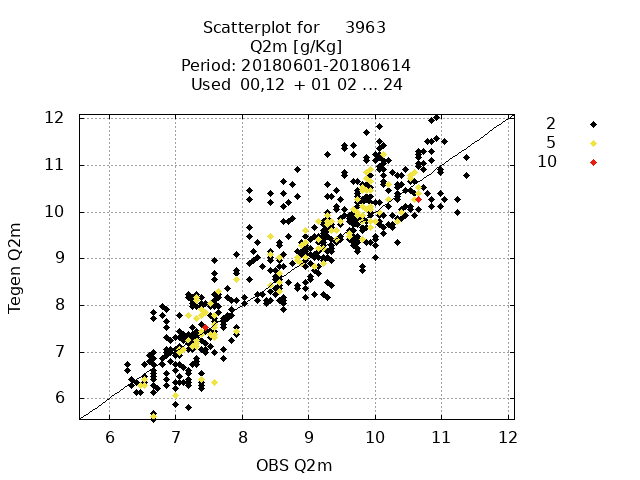 Scatterplot for 3963
Q2m [g/Kg]
Period: 20180601-20180614
Used 00,12 + 01 02 ... 24
2
5
10
12
11
10
9
8
7
6
Tegen Q2m
6 7 8 9 10 11 12
OBS Q2m